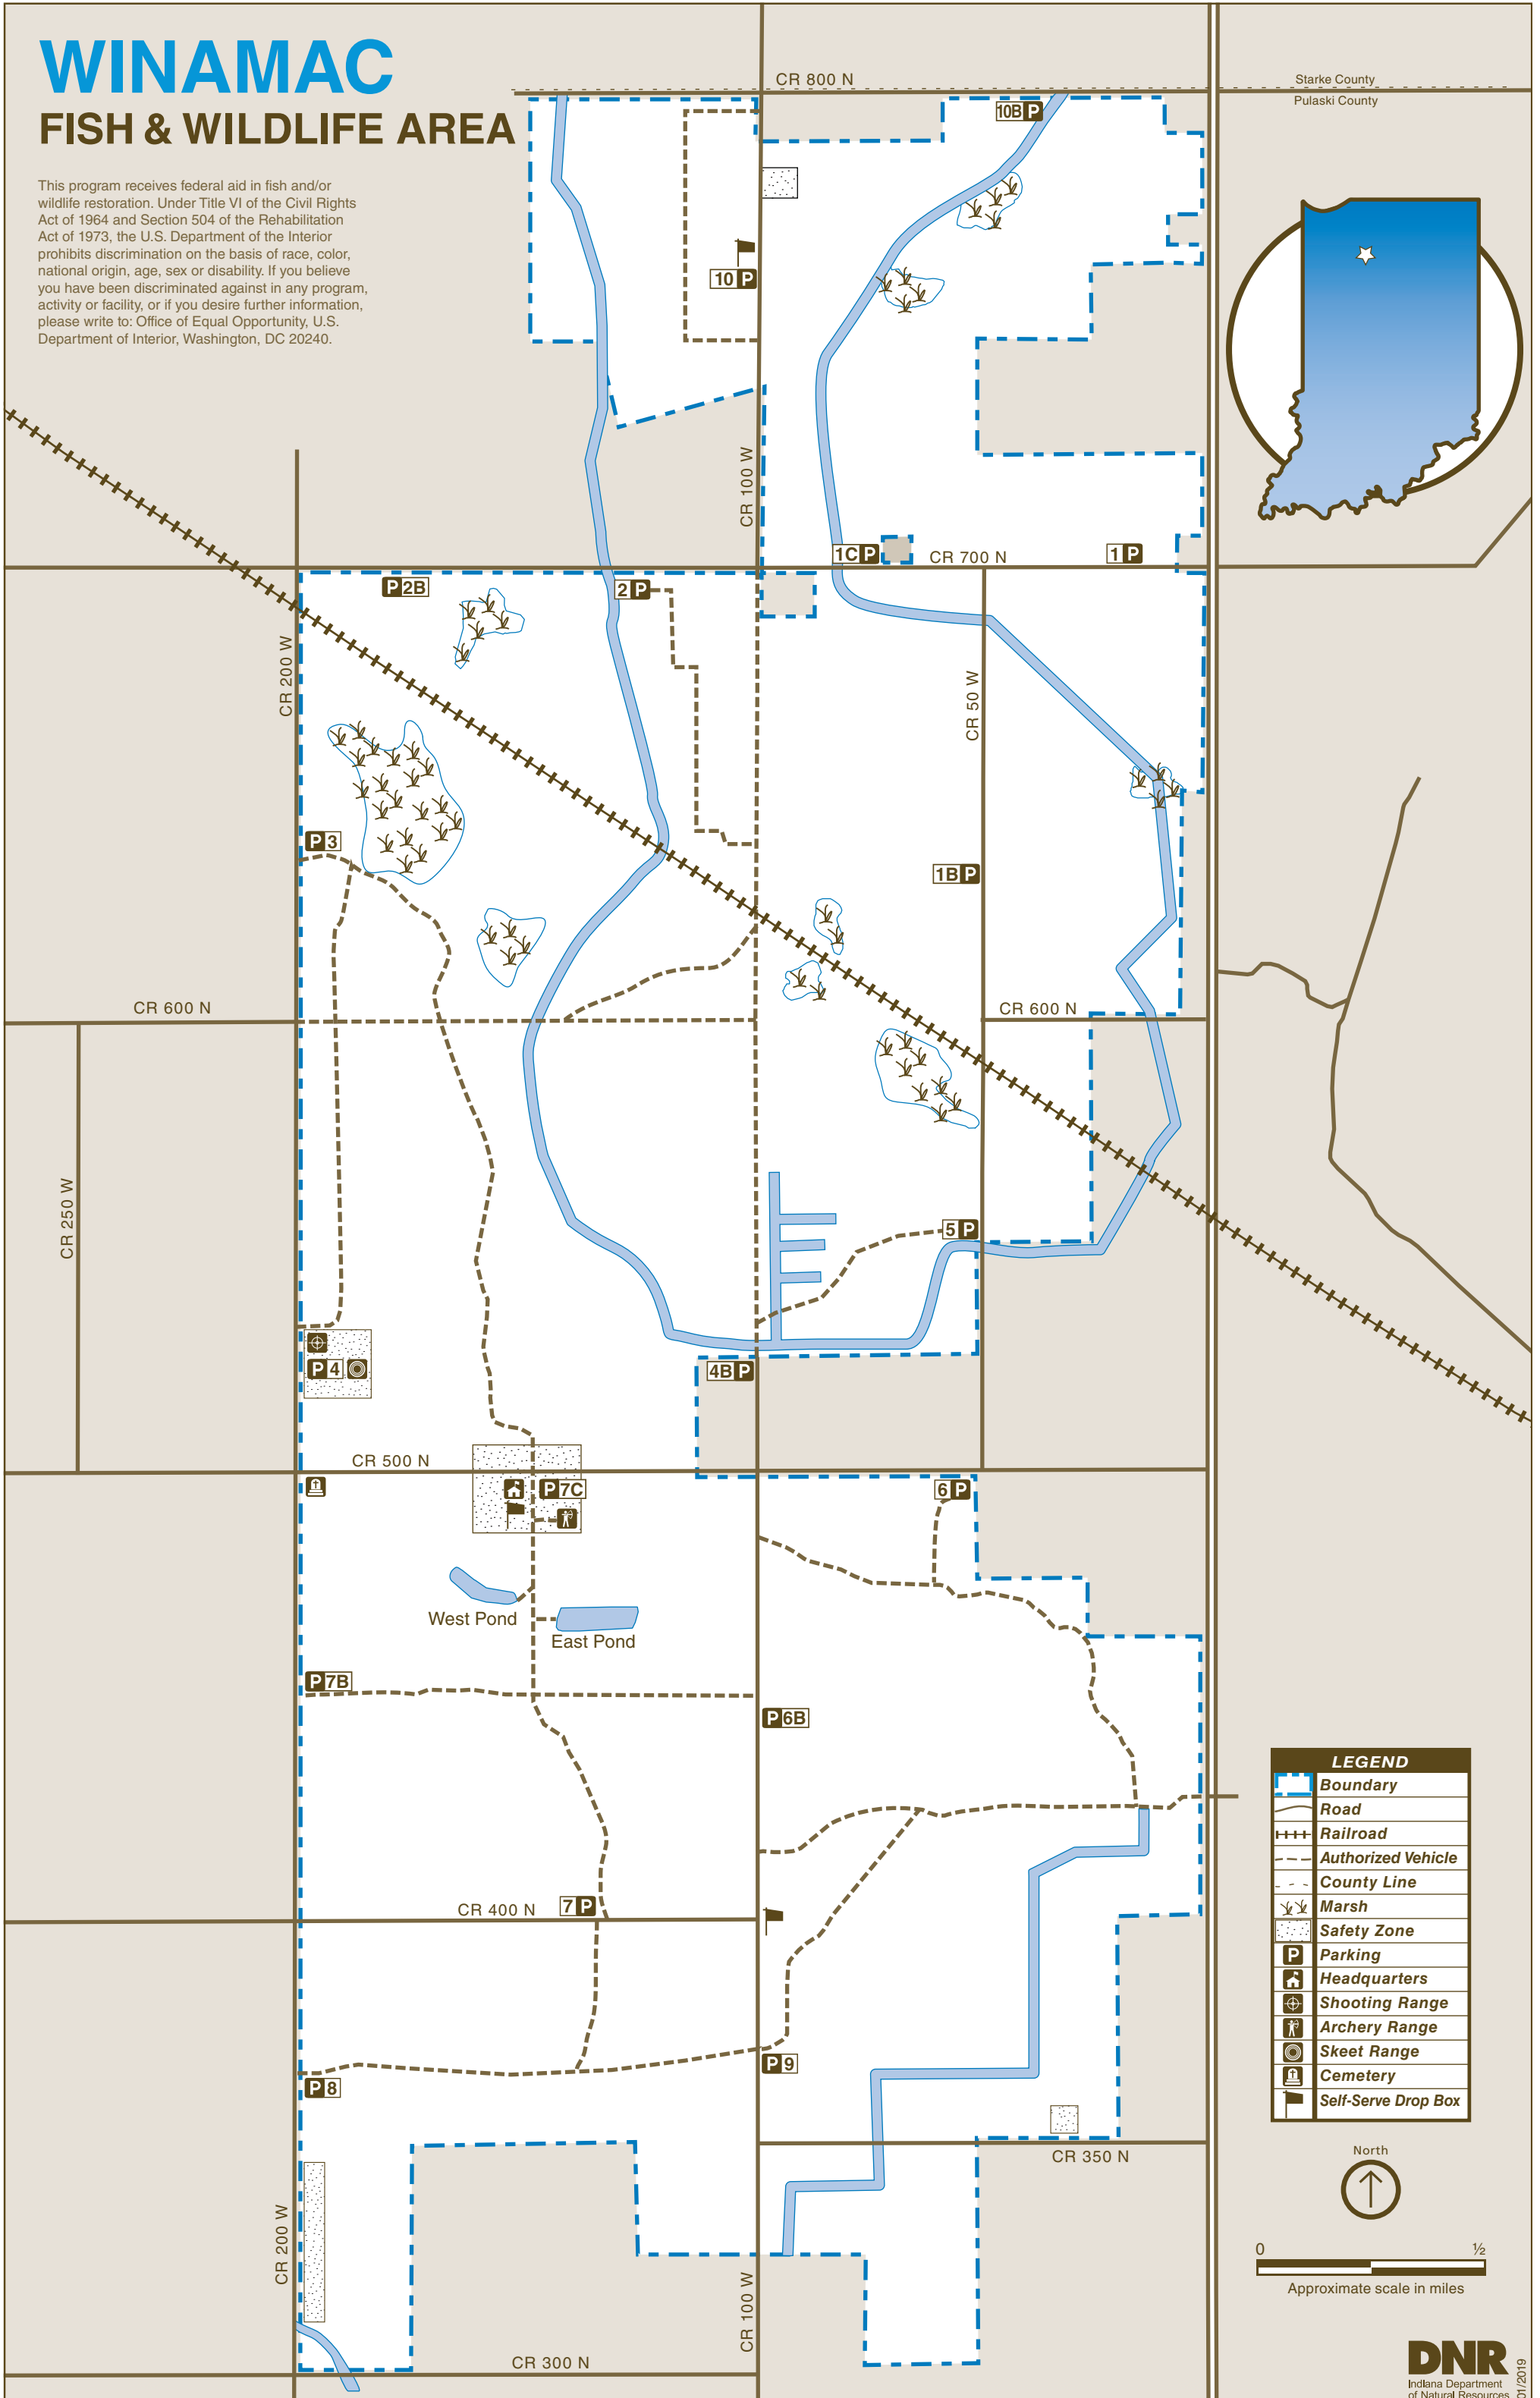 WINAMAC
FISH & WILDLIFE AREA
This program receives federal aid in fish and/or
wildlife restoration. Under Title VI of the Civil Rights
Act of 1964 and Section 504 of the Rehabilitation
Act of 1973, the U.S. Department of the Interior
prohibits discrimination on the basis of race, color,
national origin, age, sex or disability. If you believe
you have been discriminated against in any program,
activity or facility, or if you desire further information,
please write to: Office of Equal Opportunity, U.S.
Department of Interior, Washington, DC 20240.
CR 800 N
Starke County
Pulaski County
10B P
10 P
CR 100 W
1C P
CR 700 N
1 P
P 2B
2 P
CR 200 W
CR 50 W
P 3
1B P
CR 600 N
CR 600 N
CR 250 W
5 P
P 4
4B P
CR 500 N
P 7C
6 P
West Pond
East Pond
P 7B
P 6B
7 P
CR 400 N
P 9
P 8
CR 350 N
CR 200 W
CR 100 W
CR 300 N
LEGEND
Boundary
Road
Railroad
Authorized Vehicle
County Line
Marsh
Safety Zone
P Parking
Headquarters
Shooting Range
Archery Range
Skeet Range
Cemetery
Self-Serve Drop Box
North
0 ½
Approximate scale in miles
DNR
Indiana Department
of Natural Resources
01/2019